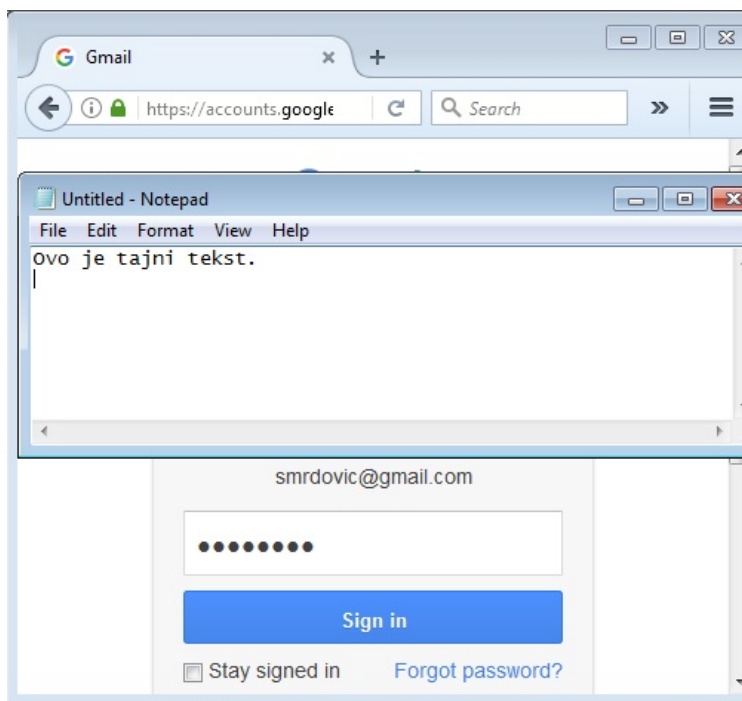 Gmail
https://accounts.google
Search
Untitled - Notepad
File Edit Format View Help
Ovo je tajni tekst.
smrdovic@gmail.com
••••••••
Sign in
Stay signed in Forgot password?